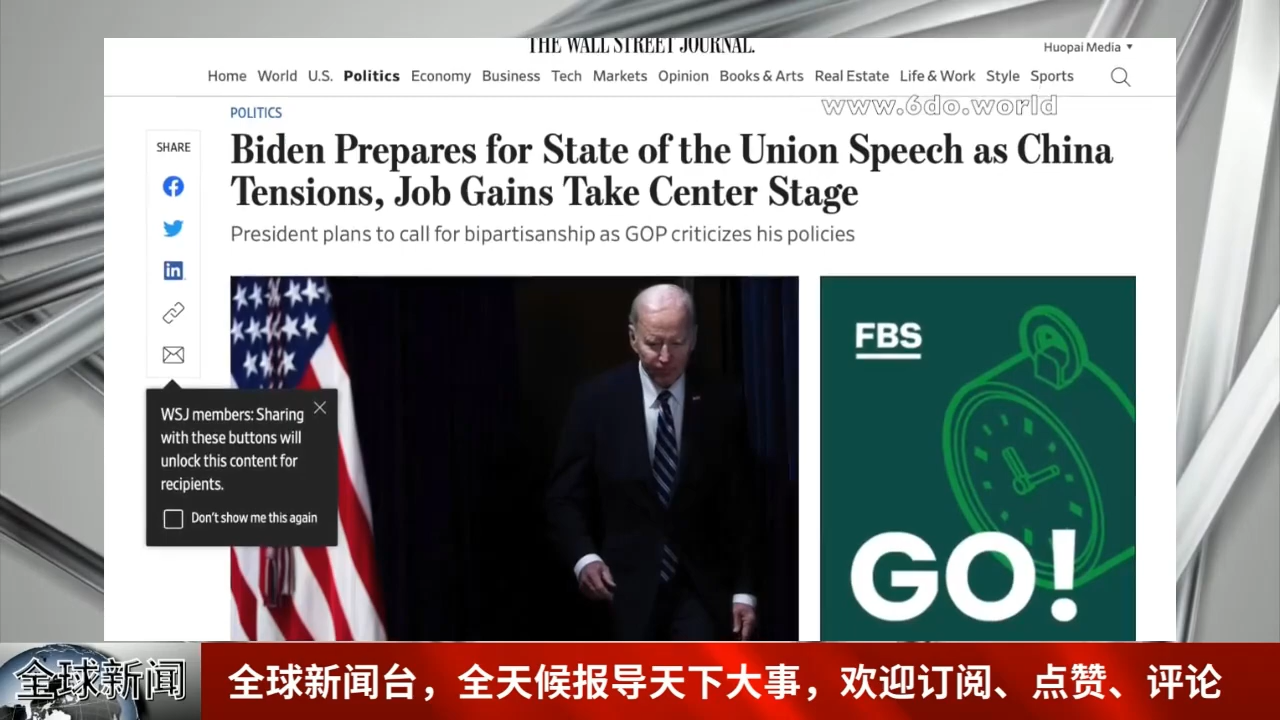 THE WALL STREET JOURNAL.
Huopai Media
Home World U.S. Politics Economy Business Tech Markets Opinion Books & Arts Real Estate Life & Work Style Sports
www.6do.world
POLITICS
SHARE
Biden Prepares for State of the Union Speech as China
Tensions, Job Gains Take Center Stage
President plans to call for bipartisanship as GOP criticizes his policies
WSJ members: Sharing
with these buttons will
unlock this content for
recipients.
Don't show me this again
FBS
GO!
全球新闻
全球新闻台，全天候报导天下大事，欢迎订阅、点赞、评论